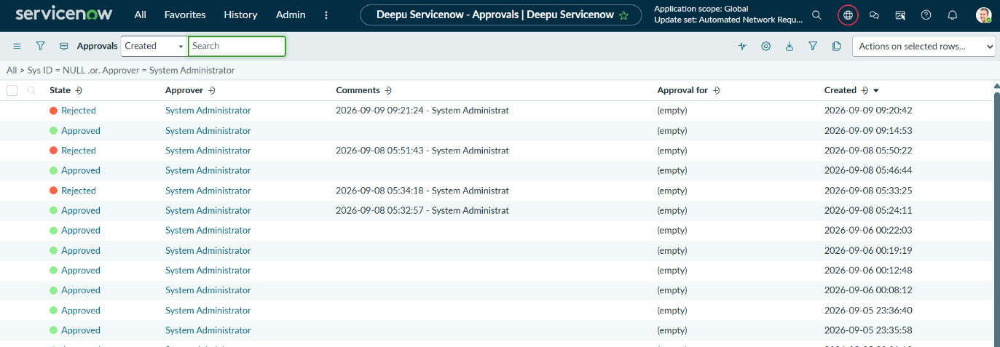 servicenow All Favorites History Admin Deepu Servicenow - Approvals | Deepu Servicenow Application scope: Global
Update set: Automated Network Requ...
Approvals Created Search Actions on selected rows...
All > Sys ID = NULL .or. Approver = System Administrator
State Approver Comments Approval for Created
Rejected System Administrator 2026-09-09 09:21:24 - System Administrat (empty) 2026-09-09 09:20:42
Approved System Administrator (empty) 2026-09-09 09:14:53
Rejected System Administrator 2026-09-08 05:51:43 - System Administrat (empty) 2026-09-08 05:50:22
Approved System Administrator (empty) 2026-09-08 05:46:44
Rejected System Administrator 2026-09-08 05:34:18 - System Administrat (empty) 2026-09-08 05:33:25
Approved System Administrator 2026-09-08 05:32:57 - System Administrat (empty) 2026-09-08 05:24:11
Approved System Administrator (empty) 2026-09-06 00:22:03
Approved System Administrator (empty) 2026-09-06 00:19:19
Approved System Administrator (empty) 2026-09-06 00:12:48
Approved System Administrator (empty) 2026-09-06 00:08:12
Approved System Administrator (empty) 2026-09-05 23:36:40
Approved System Administrator (empty) 2026-09-05 23:35:58